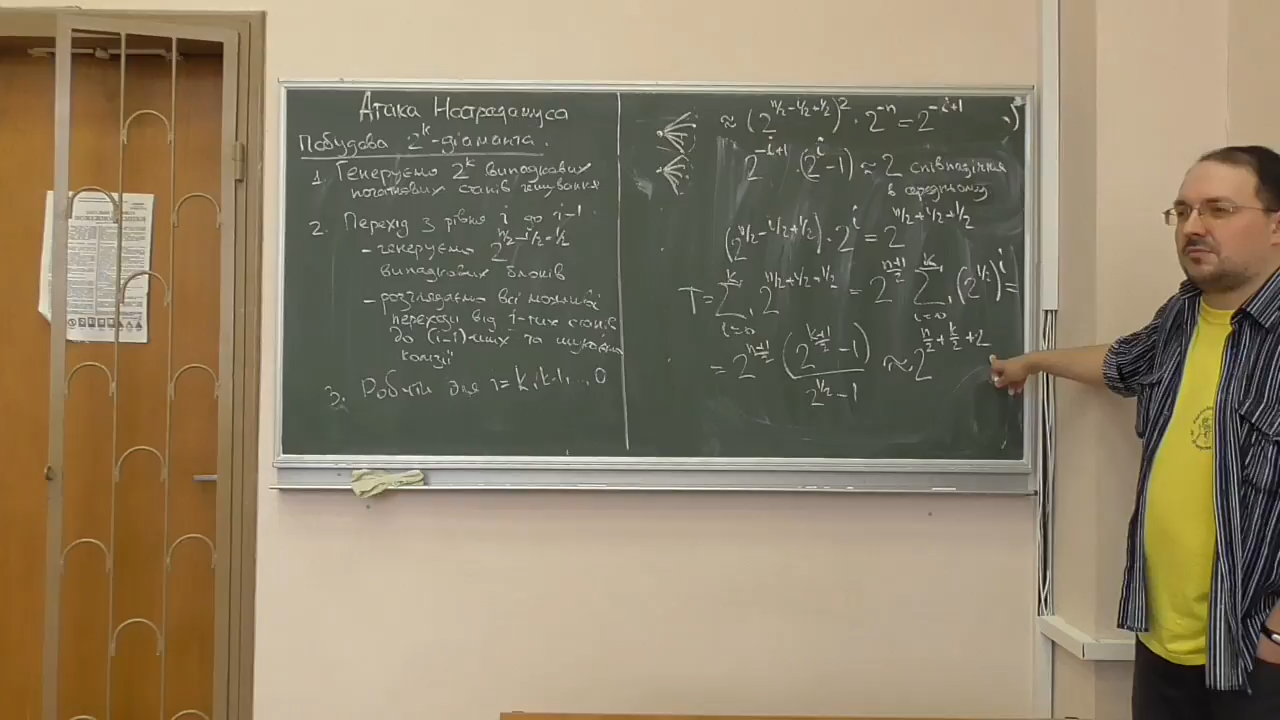 Атака Нострадамуса
Побудова 2^k-діаманта.
1. Генеруємо 2^k випадкових
початкових станів гешування
2. Перехід з рівня i до i-1
- генеруємо 2^{n/2-i/2+1/2}
випадкових блоків
- розглядаємо всі можливі
переходи від i-тих станів
до (i-1)-ших та шукаємо
колізії
3. Робити для i = k, k-1, ..., 0
≈ (2^{n/2-i/2+1/2})^2 · 2^{-n} = 2^{-i+1}
2^{-i+1} · (2^i - 1) ≈ 2 співпадіння
в середньому
(2^{n/2-i/2+1/2}) · 2^i = 2^{n/2+i/2+1/2}
T = Σ_{i=0}^{k} 2^{n/2+i/2+1/2} = 2^{(n+1)/2} Σ_{i=0}^{k} (2^{1/2})^i =
= 2^{(n+1)/2} (2^{(k+1)/2} - 1)/(2^{1/2} - 1) ≈ 2^{n/2+k/2+2}